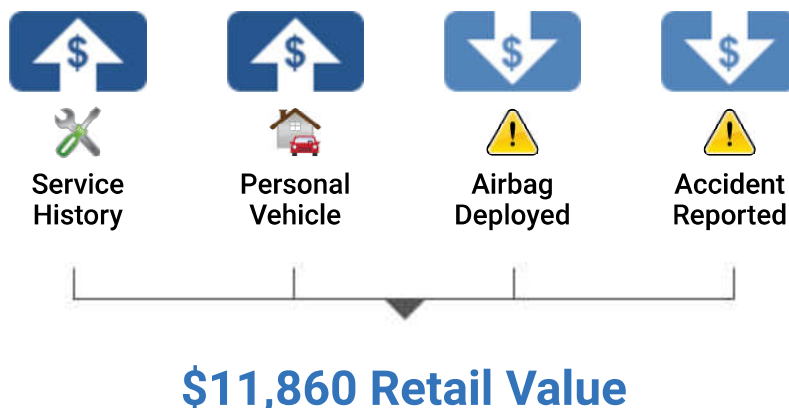 $ $ $ $
Service Personal Airbag Accident
History Vehicle Deployed Reported
$11,860 Retail Value